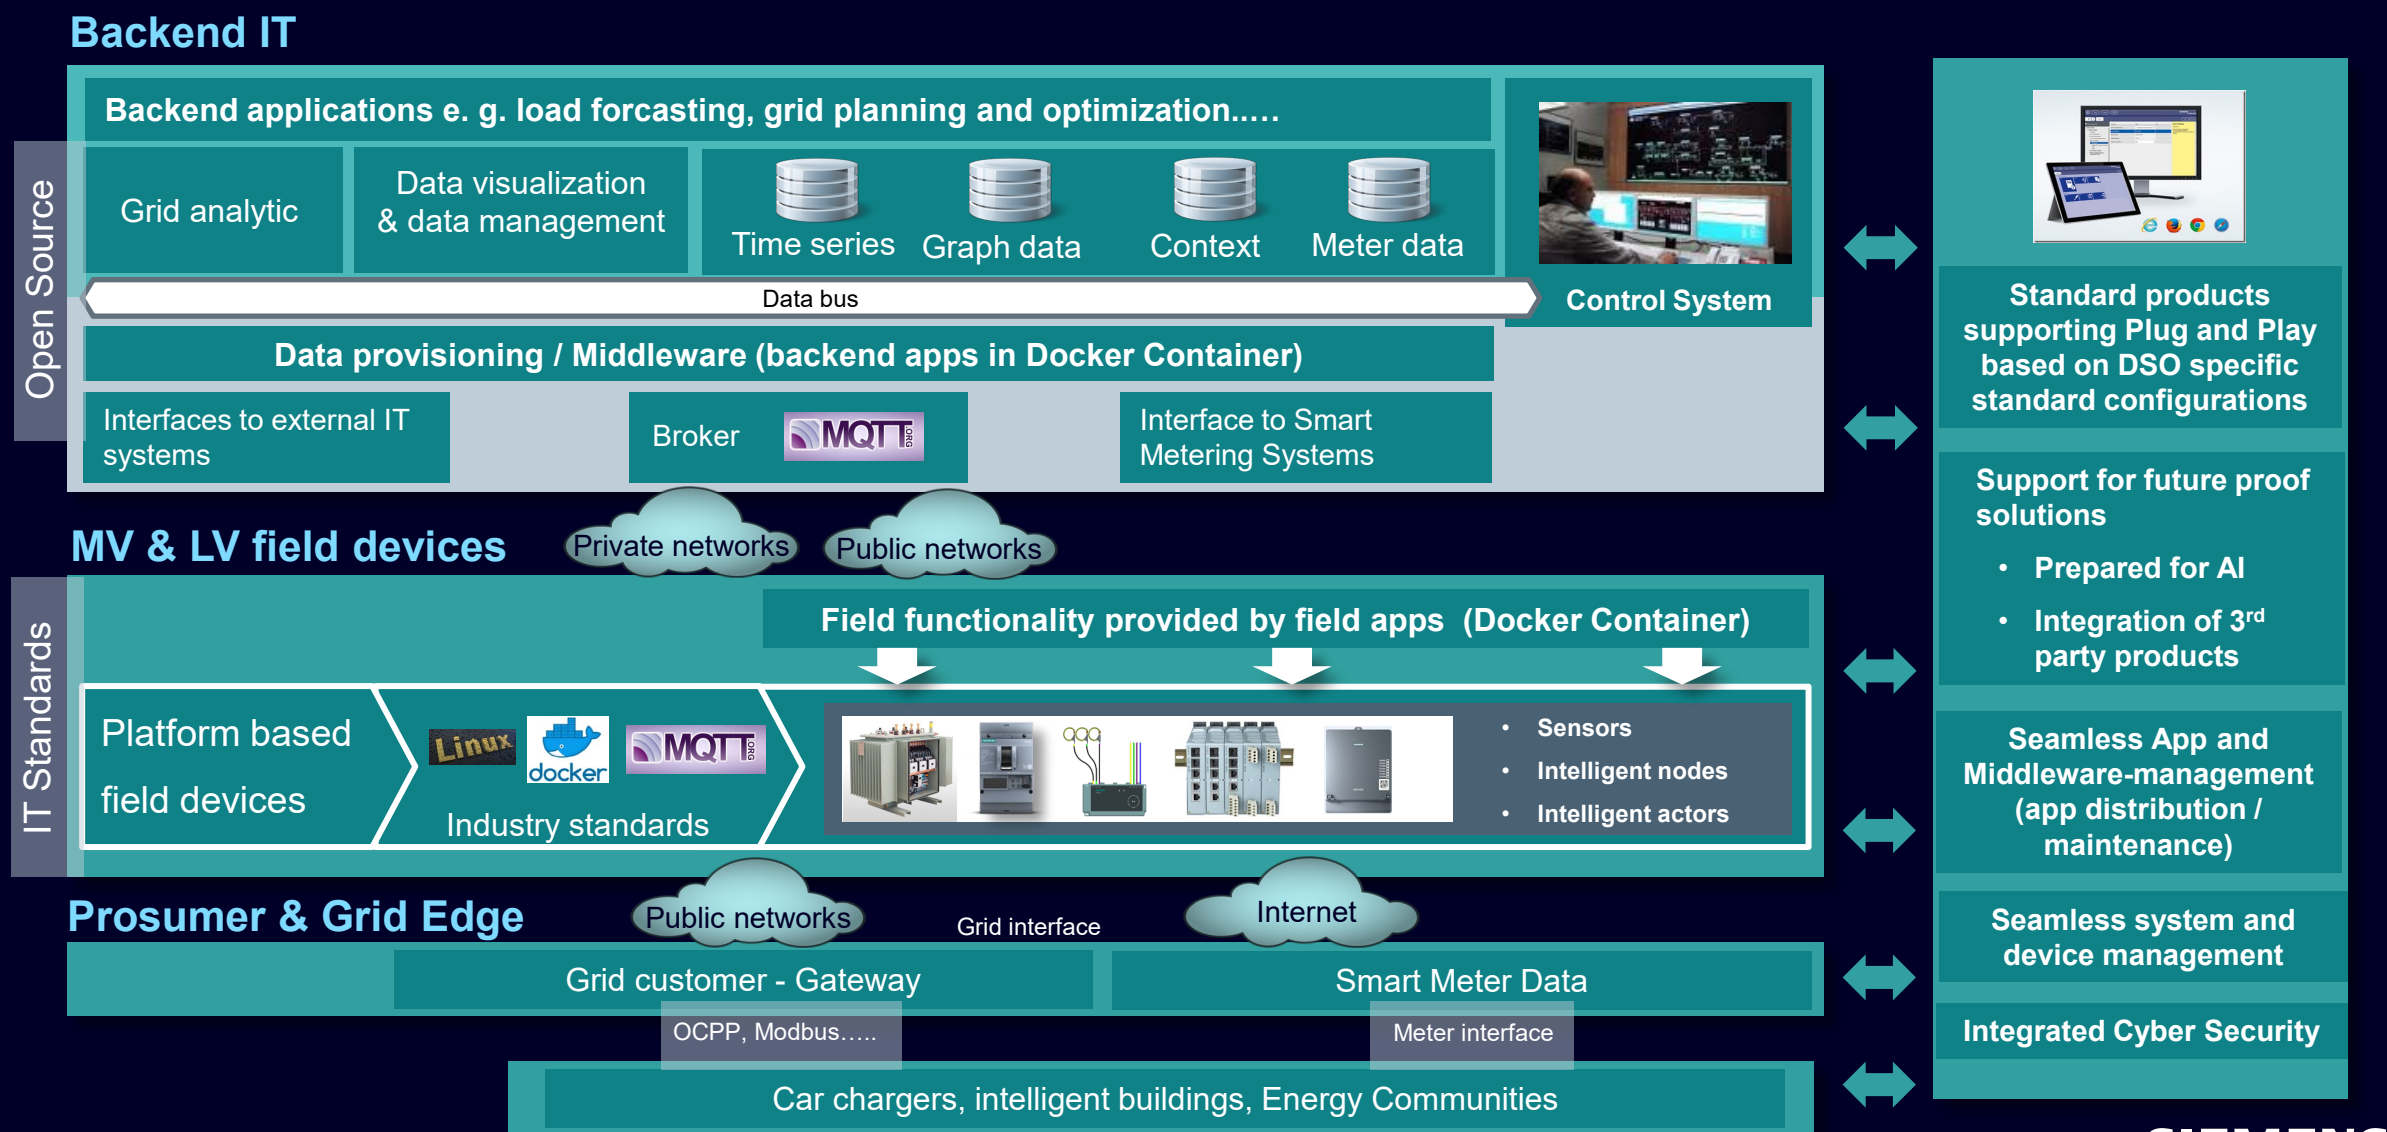 Backend IT
Backend applications e. g. load forcasting, grid planning and optimization..…
Open Source
Grid analytic
Data visualization
& data management
Time series
Graph data
Context
Meter data
Data bus
Control System
Data provisioning / Middleware (backend apps in Docker Container)
Interfaces to external IT
systems
Broker
MQTT.ORG
Interface to Smart
Metering Systems
Private networks
Public networks
MV & LV field devices
IT Standards
Field functionality provided by field apps (Docker Container)
Platform based
field devices
Linux
docker
MQTT.ORG
Industry standards
• Sensors
• Intelligent nodes
• Intelligent actors
Prosumer & Grid Edge
Public networks
Grid interface
Internet
Grid customer - Gateway
Smart Meter Data
OCPP, Modbus…..
Meter interface
Car chargers, intelligent buildings, Energy Communities
Standard products
supporting Plug and Play
based on DSO specific
standard configurations
Support for future proof
solutions
• Prepared for AI
• Integration of 3rd
party products
Seamless App and
Middleware-management
(app distribution /
maintenance)
Seamless system and
device management
Integrated Cyber Security